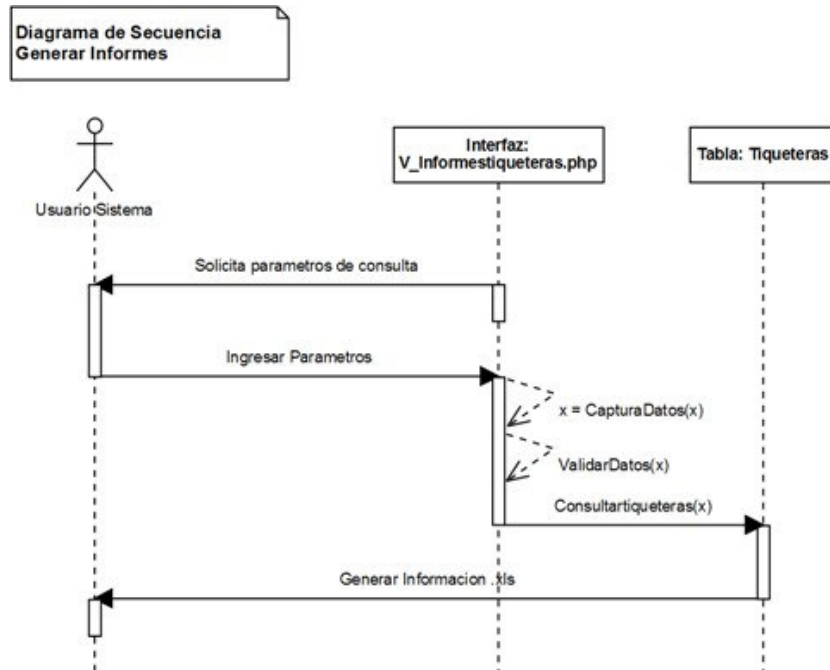 Diagrama de Secuencia
Generar Informes
Usuario Sistema
Interfaz:
V_Informestiqueteras.php
Tabla: Tiqueteras
Solicita parametros de consulta
Ingresar Parametros
x = CapturaDatos(x)
ValidarDatos(x)
Consultartiqueteras(x)
Generar Informacion .xls